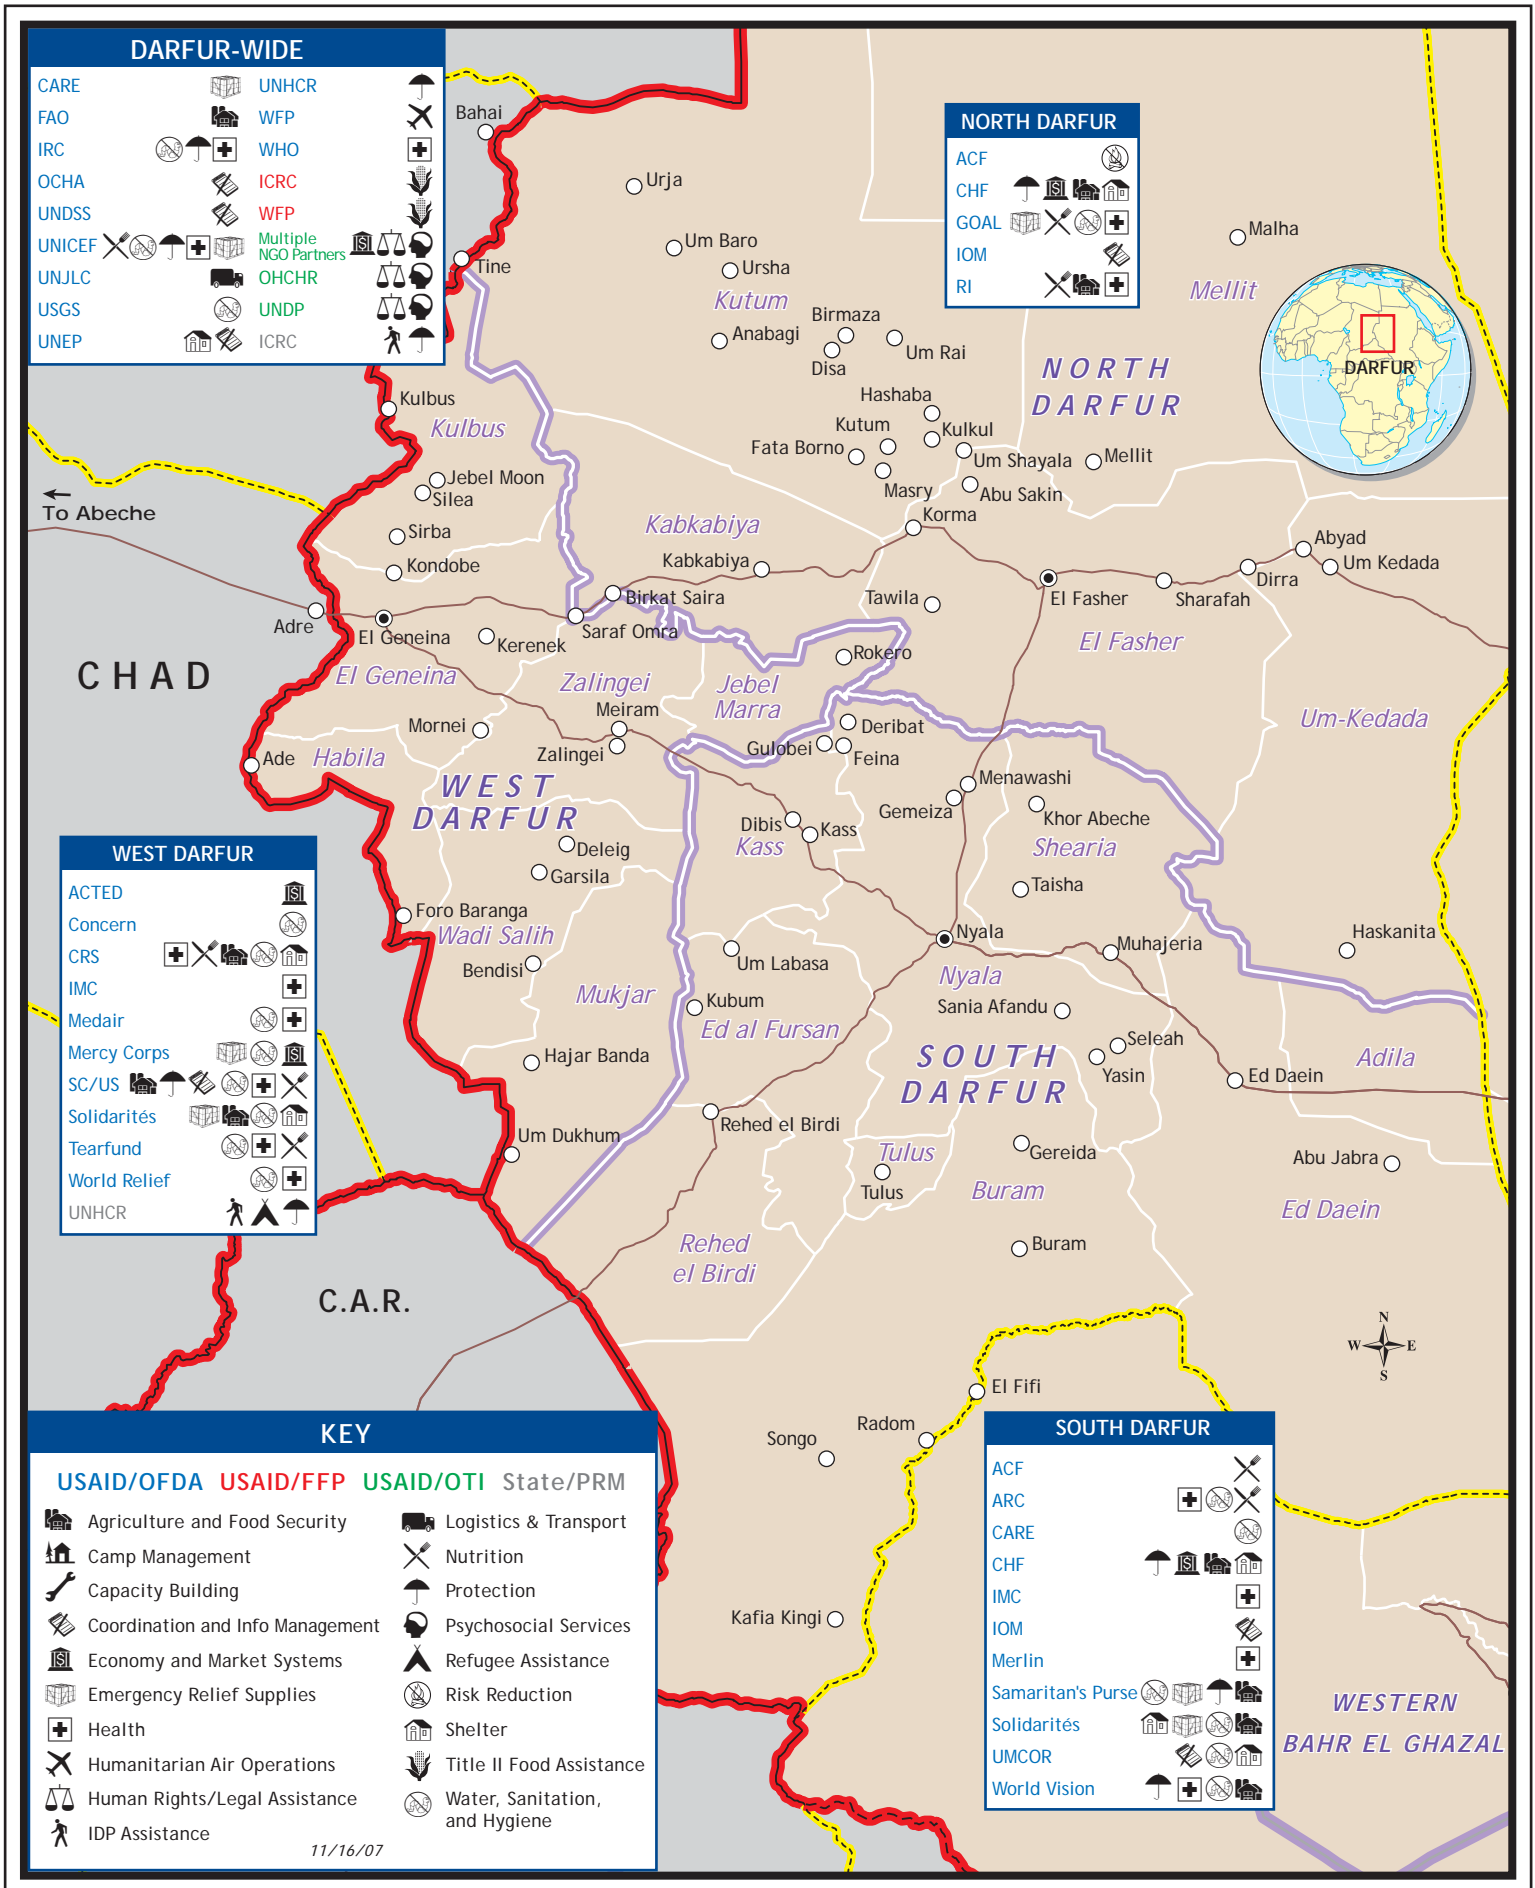 DARFUR-WIDE
CARE
FAO
IRC
OCHA
UNDSS
UNICEF
UNJLC
USGS
UNEP
UNHCR
WFP
WHO
ICRC
WFP
Multiple
NGO Partners
OHCHR
UNDP
ICRC
NORTH DARFUR
ACF
CHF
GOAL
IOM
RI
Bahai
Urja
Um Baro
Ursha
Kutum
Tine
Anabagi
Birmaza
Disa
Um Rai
Malha
Mellit
DARFUR
NORTH
DARFUR
Hashaba
Kutum
Kulkul
Fata Borno
Um Shayala
Mellit
Masry
Abu Sakin
Kulbus
Kulbus
Jebel Moon
Silea
To Abeche
Sirba
Kondobe
Kabkabiya
Korma
Kabkabiya
Abyad
Um Kedada
Dirra
Sharafah
El Fasher
El Fasher
Tawila
Birkat Saira
Saraf Omra
Adre
El Geneina
Kerenek
El Geneina
CHAD
Zalingei
Jebel
Marra
Rokero
Meiram
Mornei
Zalingei
Deribat
Gulobei
Feina
Um-Kedada
Ade
Habila
WEST
DARFUR
Menawashi
Gemeiza
Khor Abeche
Dibis
Kass
Kass
Shearia
Deleig
Garsila
Taisha
Foro Baranga
Wadi Salih
Nyala
Muhajeria
Haskanita
Bendisi
Um Labasa
Nyala
Mukjar
Kubum
Ed al Fursan
Sania Afandu
Seleah
Yasin
SOUTH
DARFUR
Adila
Hajar Banda
Ed Daein
Um Dukhum
Rehed el Birdi
Tulus
Tulus
Gereida
Abu Jabra
Buram
Ed Daein
Rehed
el Birdi
Buram
C.A.R.
N
W
E
S
El Fifi
Radom
Songo
Kafia Kingi
WESTERN
BAHR EL GHAZAL
WEST DARFUR
ACTED
Concern
CRS
IMC
Medair
Mercy Corps
SC/US
Solidarités
Tearfund
World Relief
UNHCR
SOUTH DARFUR
ACF
ARC
CARE
CHF
IMC
IOM
Merlin
Samaritan's Purse
Solidarités
UMCOR
World Vision
KEY
USAID/OFDA USAID/FFP USAID/OTI State/PRM
Agriculture and Food Security
Camp Management
Capacity Building
Coordination and Info Management
Economy and Market Systems
Emergency Relief Supplies
Health
Humanitarian Air Operations
Human Rights/Legal Assistance
IDP Assistance
Logistics & Transport
Nutrition
Protection
Psychosocial Services
Refugee Assistance
Risk Reduction
Shelter
Title II Food Assistance
Water, Sanitation,
and Hygiene
11/16/07